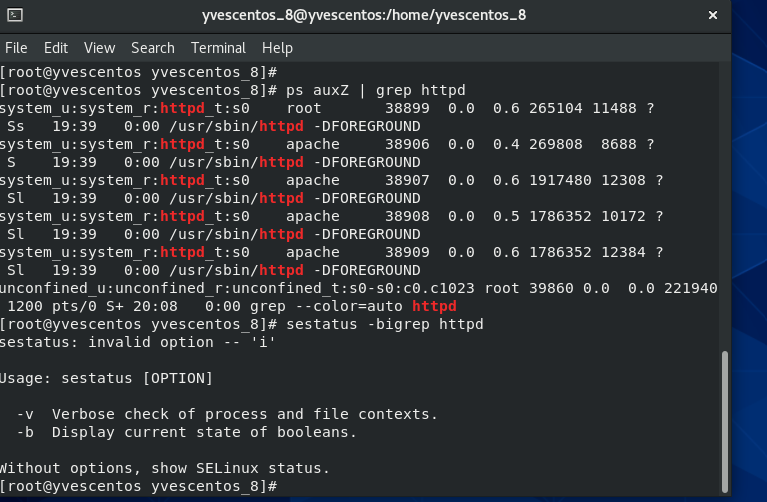 yvescentos_8@yvescentos:/home/yvescentos_8
File Edit View Search Terminal Help
[root@yvescentos yvescentos_8]#
[root@yvescentos yvescentos_8]# ps auxZ | grep httpd
system_u:system_r:httpd_t:s0    root       38899  0.0  0.6 265104 11488 ?
 Ss   19:39   0:00 /usr/sbin/httpd -DFOREGROUND
system_u:system_r:httpd_t:s0    apache     38906  0.0  0.4 269808  8688 ?
 S    19:39   0:00 /usr/sbin/httpd -DFOREGROUND
system_u:system_r:httpd_t:s0    apache     38907  0.0  0.6 1917480 12308 ?
 Sl   19:39   0:00 /usr/sbin/httpd -DFOREGROUND
system_u:system_r:httpd_t:s0    apache     38908  0.0  0.5 1786352 10172 ?
 Sl   19:39   0:00 /usr/sbin/httpd -DFOREGROUND
system_u:system_r:httpd_t:s0    apache     38909  0.0  0.6 1786352 12384 ?
 Sl   19:39   0:00 /usr/sbin/httpd -DFOREGROUND
unconfined_u:unconfined_r:unconfined_t:s0-s0:c0.c1023 root 39860 0.0  0.0 221940
 1200 pts/0 S+ 20:08   0:00 grep --color=auto httpd
[root@yvescentos yvescentos_8]# sestatus -bigrep httpd
sestatus: invalid option -- 'i'
Usage: sestatus [OPTION]
  -v  Verbose check of process and file contexts.
  -b  Display current state of booleans.
Without options, show SELinux status.
[root@yvescentos yvescentos_8]#